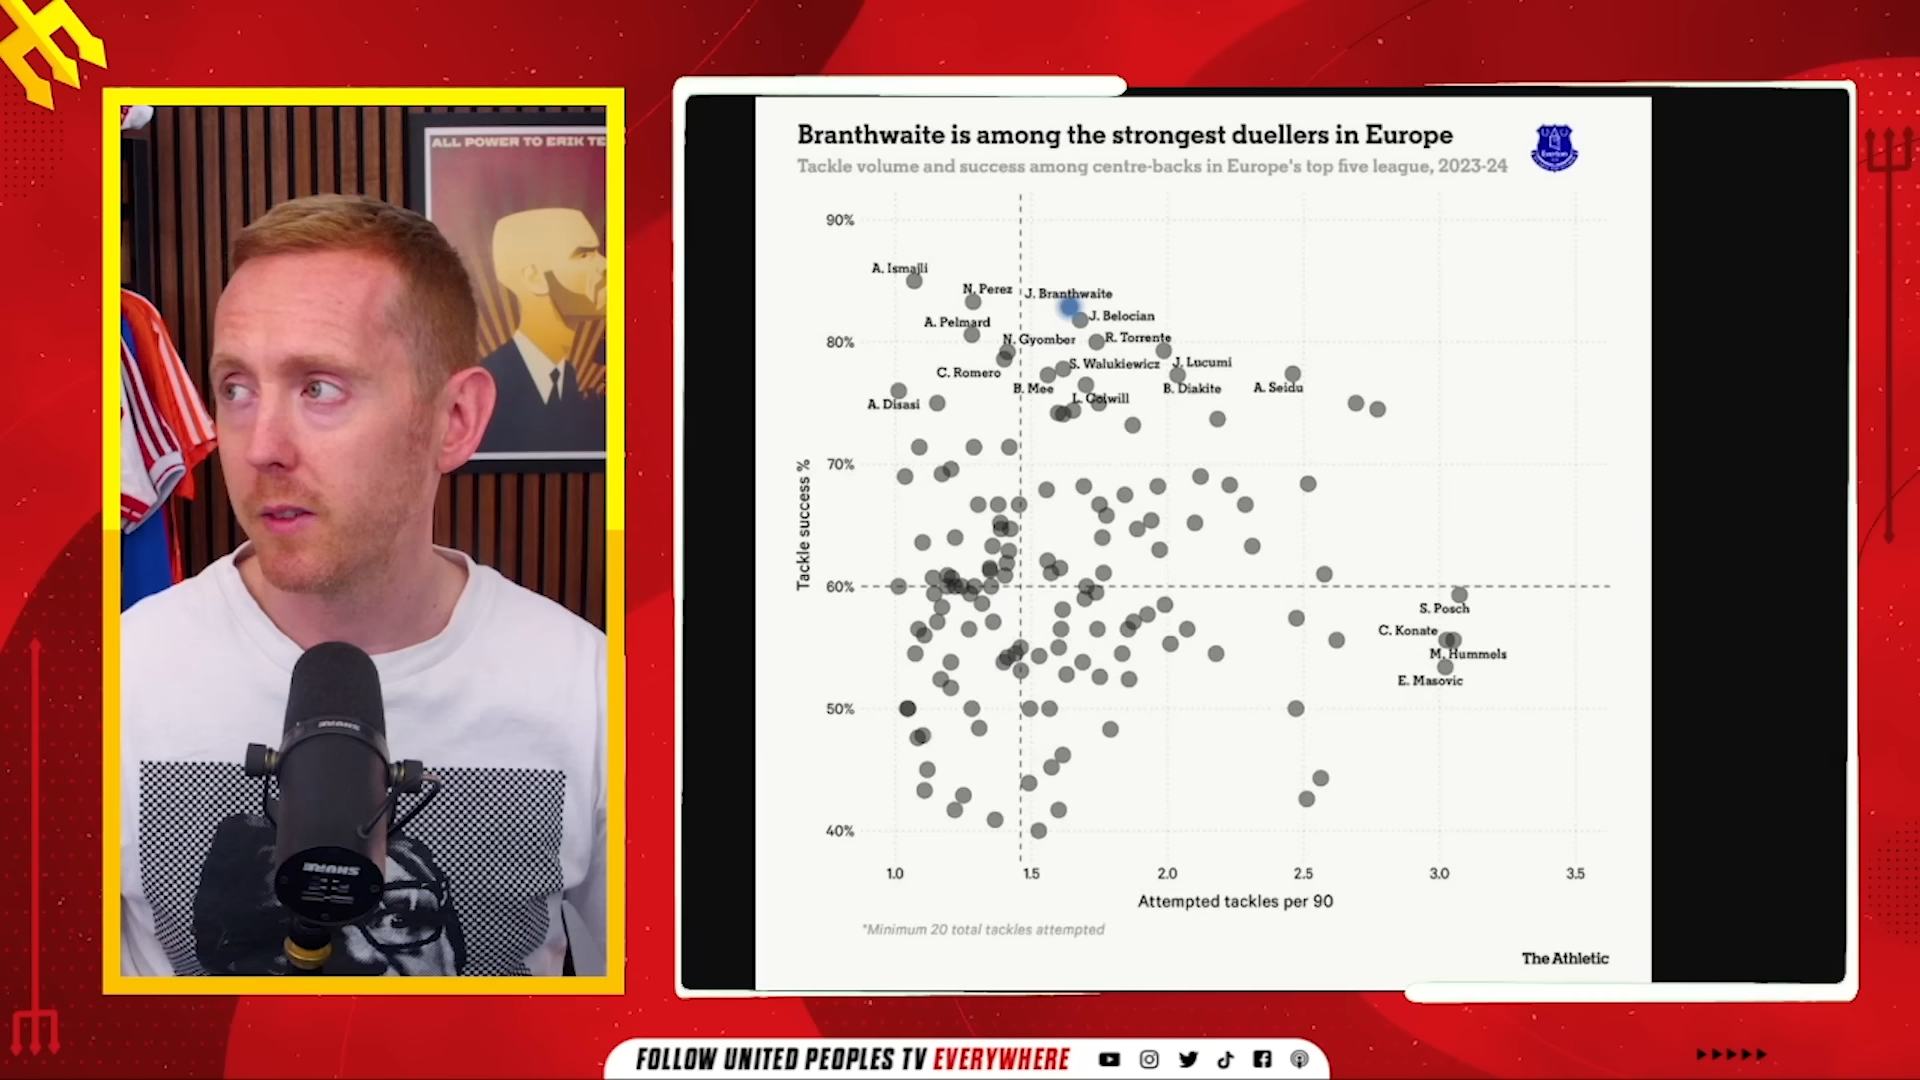 ALL POWER TO ERIK TE
SHURE
SHURE
Branthwaite is among the strongest duellers in Europe
Tackle volume and success among centre-backs in Europe's top five league, 2023-24
Everton
90%
A. Ismajli
N. Perez
J. Branthwaite
A. Pelmard
J. Belocian
80%
N. Gyomber
R. Torrente
C. Romero
S. Walukiewicz
J. Lucumi
B. Mee
B. Diakite
A. Seidu
A. Disasi
L. Colwill
70%
Tackle success %
60%
S. Posch
C. Konate
M. Hummels
E. Masovic
50%
40%
1.0
1.5
2.0
2.5
3.0
3.5
Attempted tackles per 90
*Minimum 20 total tackles attempted
The Athletic
FOLLOW UNITED PEOPLES TV EVERYWHERE